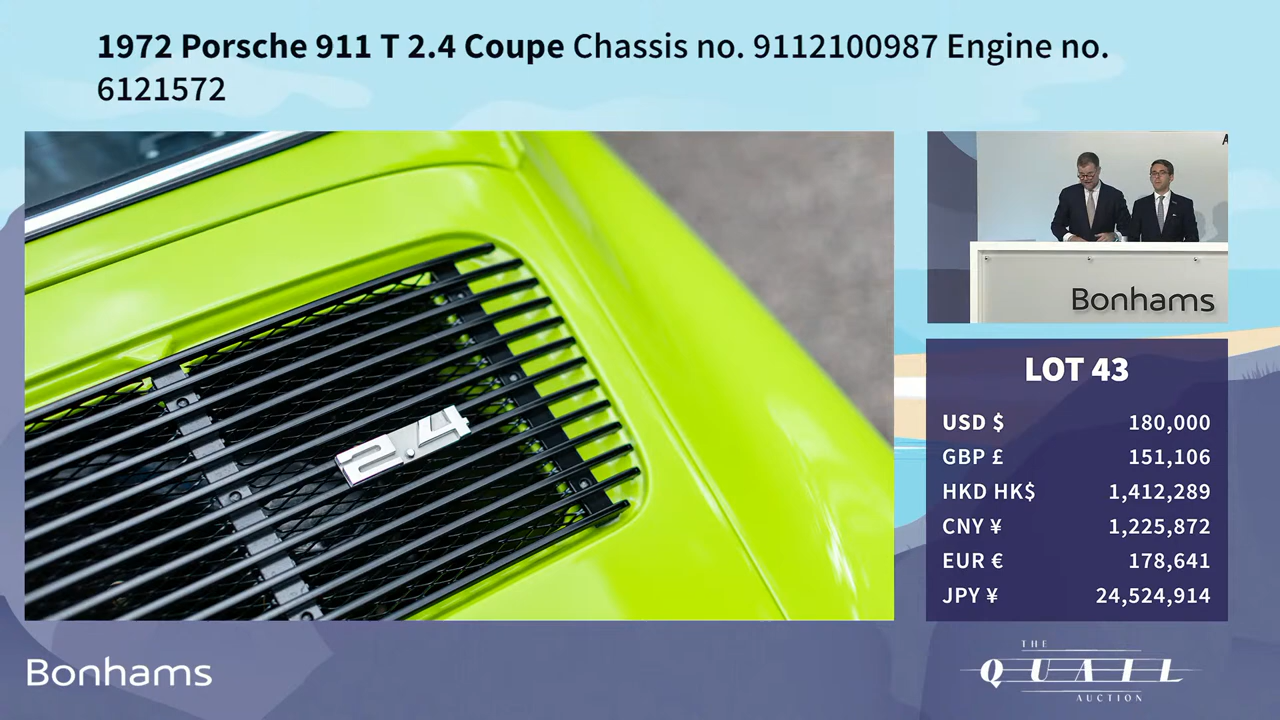 1972 Porsche 911 T 2.4 Coupe Chassis no. 9112100987 Engine no.
6121572
2.4
A
Bonhams
LOT 43
USD $ 180,000
GBP £ 151,106
HKD HK$ 1,412,289
CNY ¥ 1,225,872
EUR € 178,641
JPY ¥ 24,524,914
Bonhams
THE
QUAIL
AUCTION